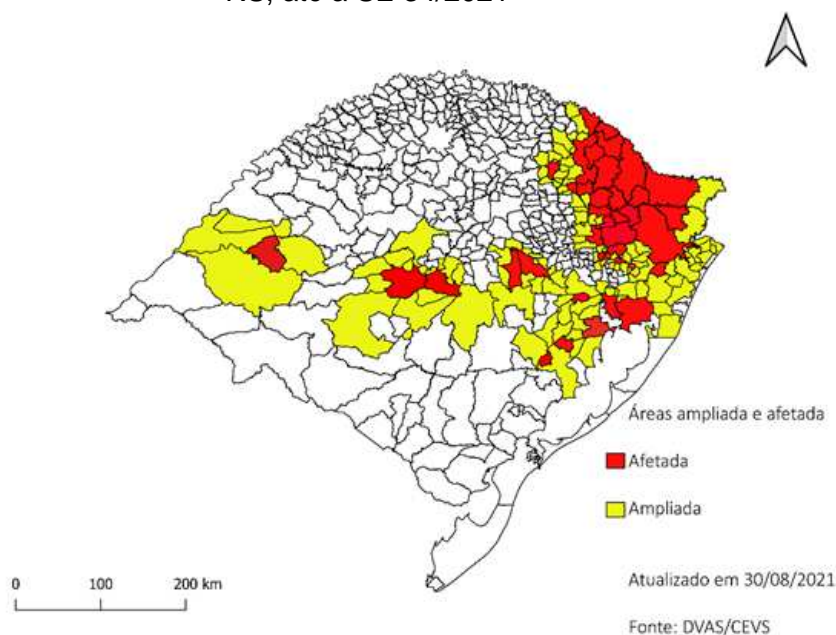 0 100 200 km
Áreas ampliada e afetada
Afetada
Ampliada
Atualizado em 30/08/2021
Fonte: DVAS/CEVS